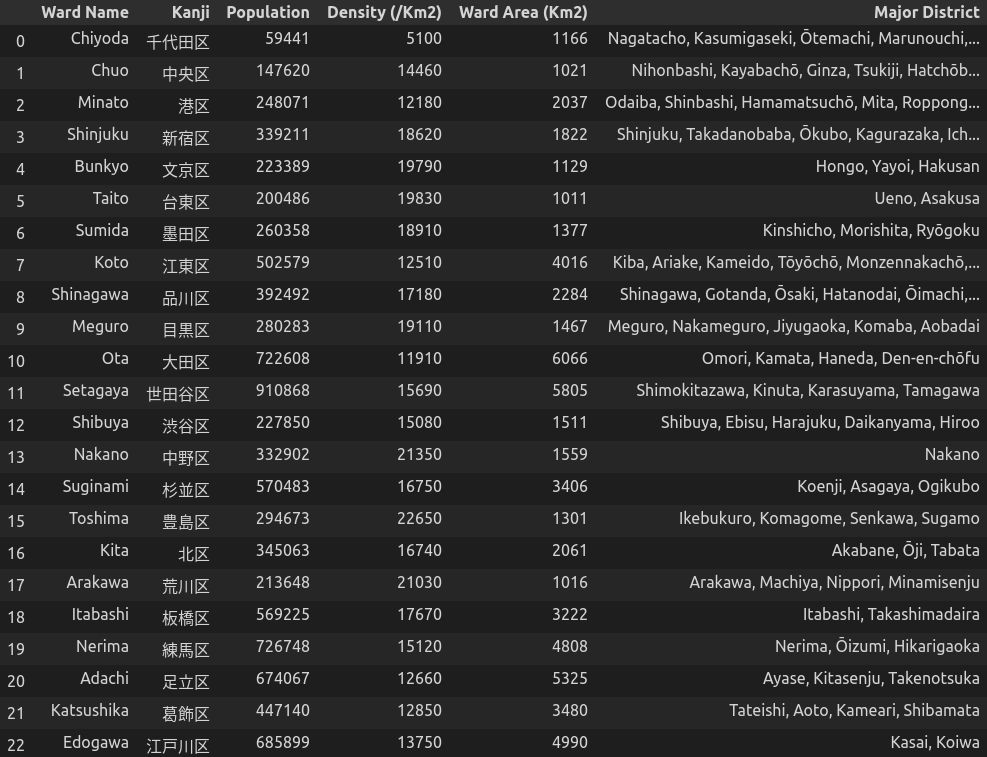 Ward Name Kanji Population Density (/Km2) Ward Area (Km2) Major District
0 Chiyoda 千代田区 59441 5100 1166 Nagatacho, Kasumigaseki, Ōtemachi, Marunouchi,...
1 Chuo 中央区 147620 14460 1021 Nihonbashi, Kayabachō, Ginza, Tsukiji, Hatchōb...
2 Minato 港区 248071 12180 2037 Odaiba, Shinbashi, Hamamatsuchō, Mita, Roppong...
3 Shinjuku 新宿区 339211 18620 1822 Shinjuku, Takadanobaba, Ōkubo, Kagurazaka, Ich...
4 Bunkyo 文京区 223389 19790 1129 Hongo, Yayoi, Hakusan
5 Taito 台東区 200486 19830 1011 Ueno, Asakusa
6 Sumida 墨田区 260358 18910 1377 Kinshicho, Morishita, Ryōgoku
7 Koto 江東区 502579 12510 4016 Kiba, Ariake, Kameido, Tōyōchō, Monzennakachō,...
8 Shinagawa 品川区 392492 17180 2284 Shinagawa, Gotanda, Ōsaki, Hatanodai, Ōimachi,...
9 Meguro 目黒区 280283 19110 1467 Meguro, Nakameguro, Jiyugaoka, Komaba, Aobadai
10 Ota 大田区 722608 11910 6066 Omori, Kamata, Haneda, Den-en-chōfu
11 Setagaya 世田谷区 910868 15690 5805 Shimokitazawa, Kinuta, Karasuyama, Tamagawa
12 Shibuya 渋谷区 227850 15080 1511 Shibuya, Ebisu, Harajuku, Daikanyama, Hiroo
13 Nakano 中野区 332902 21350 1559 Nakano
14 Suginami 杉並区 570483 16750 3406 Koenji, Asagaya, Ogikubo
15 Toshima 豊島区 294673 22650 1301 Ikebukuro, Komagome, Senkawa, Sugamo
16 Kita 北区 345063 16740 2061 Akabane, Ōji, Tabata
17 Arakawa 荒川区 213648 21030 1016 Arakawa, Machiya, Nippori, Minamisenju
18 Itabashi 板橋区 569225 17670 3222 Itabashi, Takashimadaira
19 Nerima 練馬区 726748 15120 4808 Nerima, Ōizumi, Hikarigaoka
20 Adachi 足立区 674067 12660 5325 Ayase, Kitasenju, Takenotsuka
21 Katsushika 葛飾区 447140 12850 3480 Tateishi, Aoto, Kameari, Shibamata
22 Edogawa 江戸川区 685899 13750 4990 Kasai, Koiwa